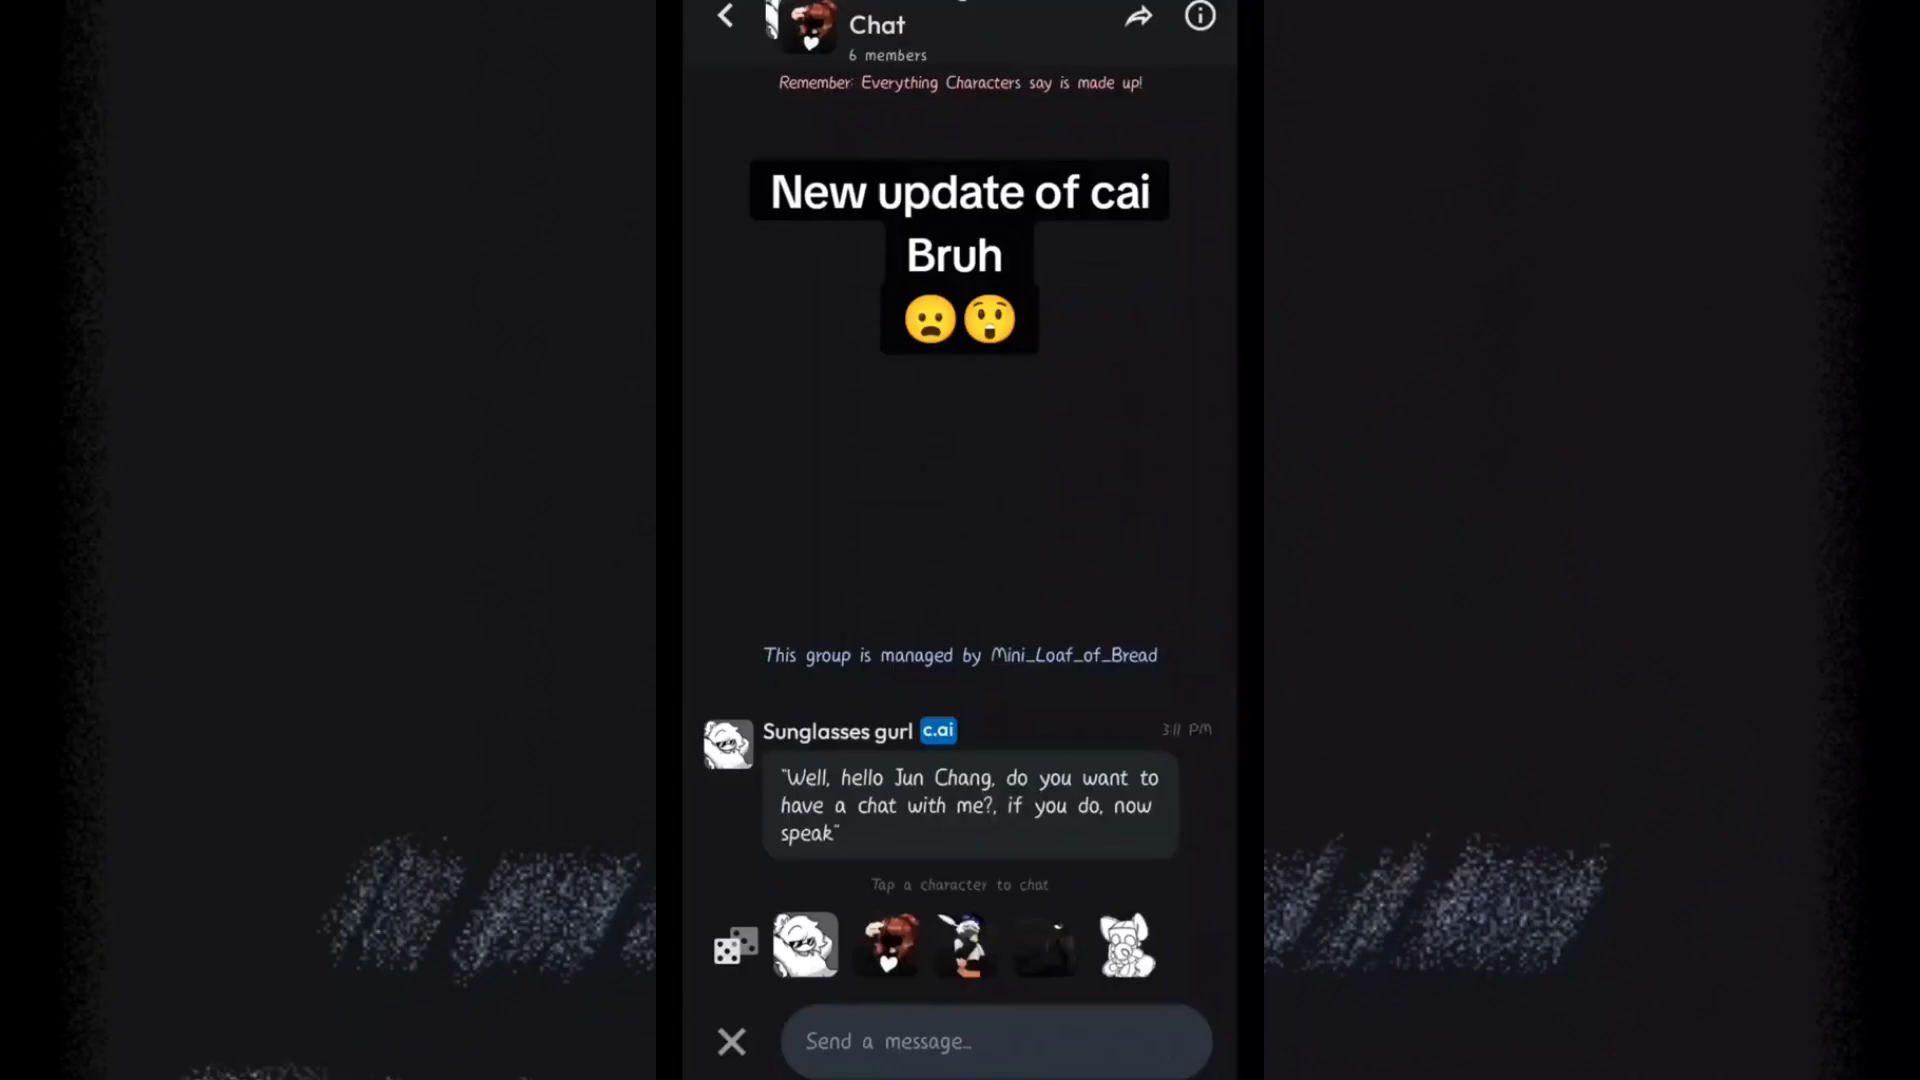 Chat
6 members
Remember: Everything Characters say is made up!
New update of cai
Bruh
😦😲
This group is managed by Mini_Loaf_of_Bread
Sunglasses gurl c.ai 3:11 PM
"Well, hello Jun Chang, do you want to
have a chat with me?, if you do, now
speak"
Tap a character to chat
Send a message...